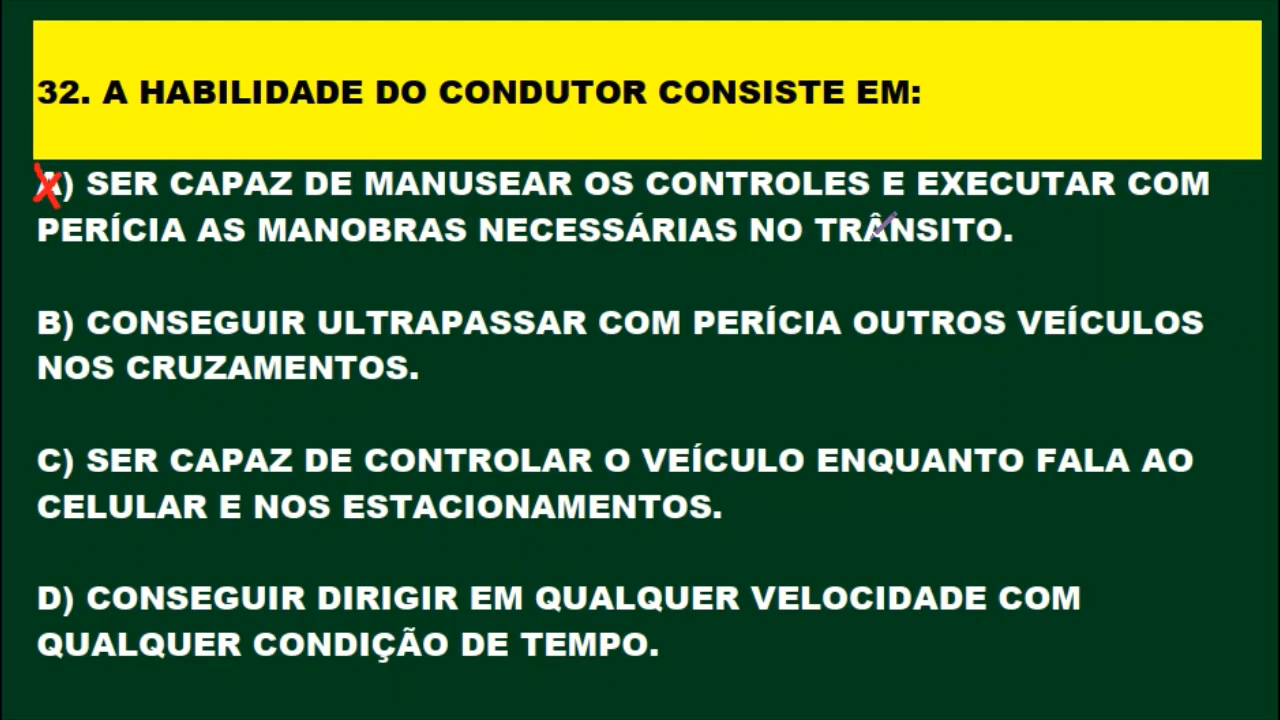 32. A HABILIDADE DO CONDUTOR CONSISTE EM:
A) SER CAPAZ DE MANUSEAR OS CONTROLES E EXECUTAR COM
PERÍCIA AS MANOBRAS NECESSÁRIAS NO TRÂNSITO.
B) CONSEGUIR ULTRAPASSAR COM PERÍCIA OUTROS VEÍCULOS
NOS CRUZAMENTOS.
C) SER CAPAZ DE CONTROLAR O VEÍCULO ENQUANTO FALA AO
CELULAR E NOS ESTACIONAMENTOS.
D) CONSEGUIR DIRIGIR EM QUALQUER VELOCIDADE COM
QUALQUER CONDIÇÃO DE TEMPO.